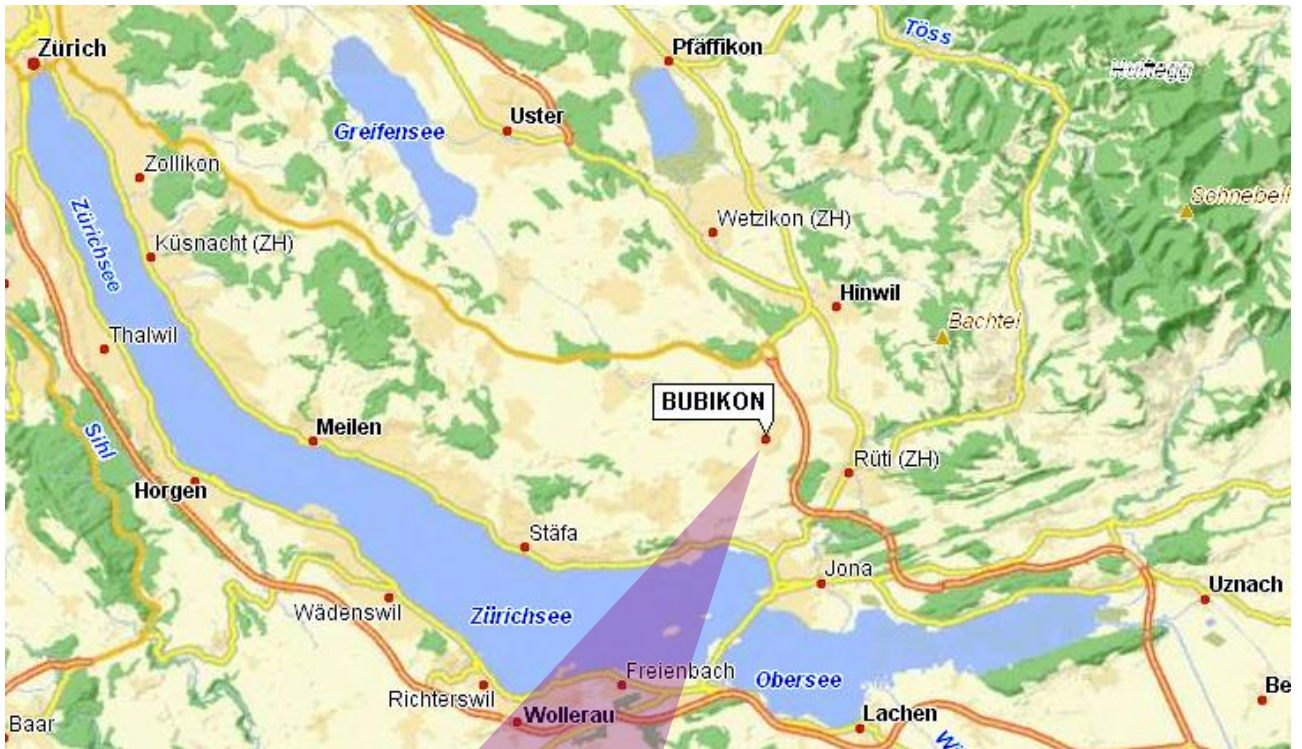 Zürich
Töss
Pfäffikon
Uster
Greifensee
Zollikon
Zürichsee
Wetzikon (ZH)
Küsnacht (ZH)
Hinwil
Bachtel
Thalwil
BUBIKON
Sihl
Meilen
Rüti (ZH)
Horgen
Stäfa
Jona
Uznach
Wädenswil
Zürichsee
Freienbach
Obersee
Richterswil
Be
Wollerau
Lachen
Baar